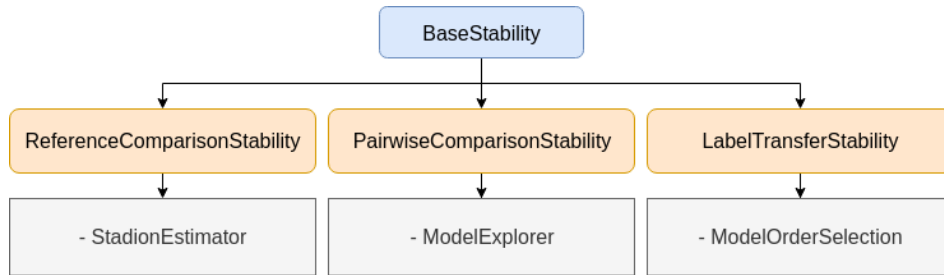 BaseStability
ReferenceComparisonStability
PairwiseComparisonStability
LabelTransferStability
- StadionEstimator
- ModelExplorer
- ModelOrderSelection